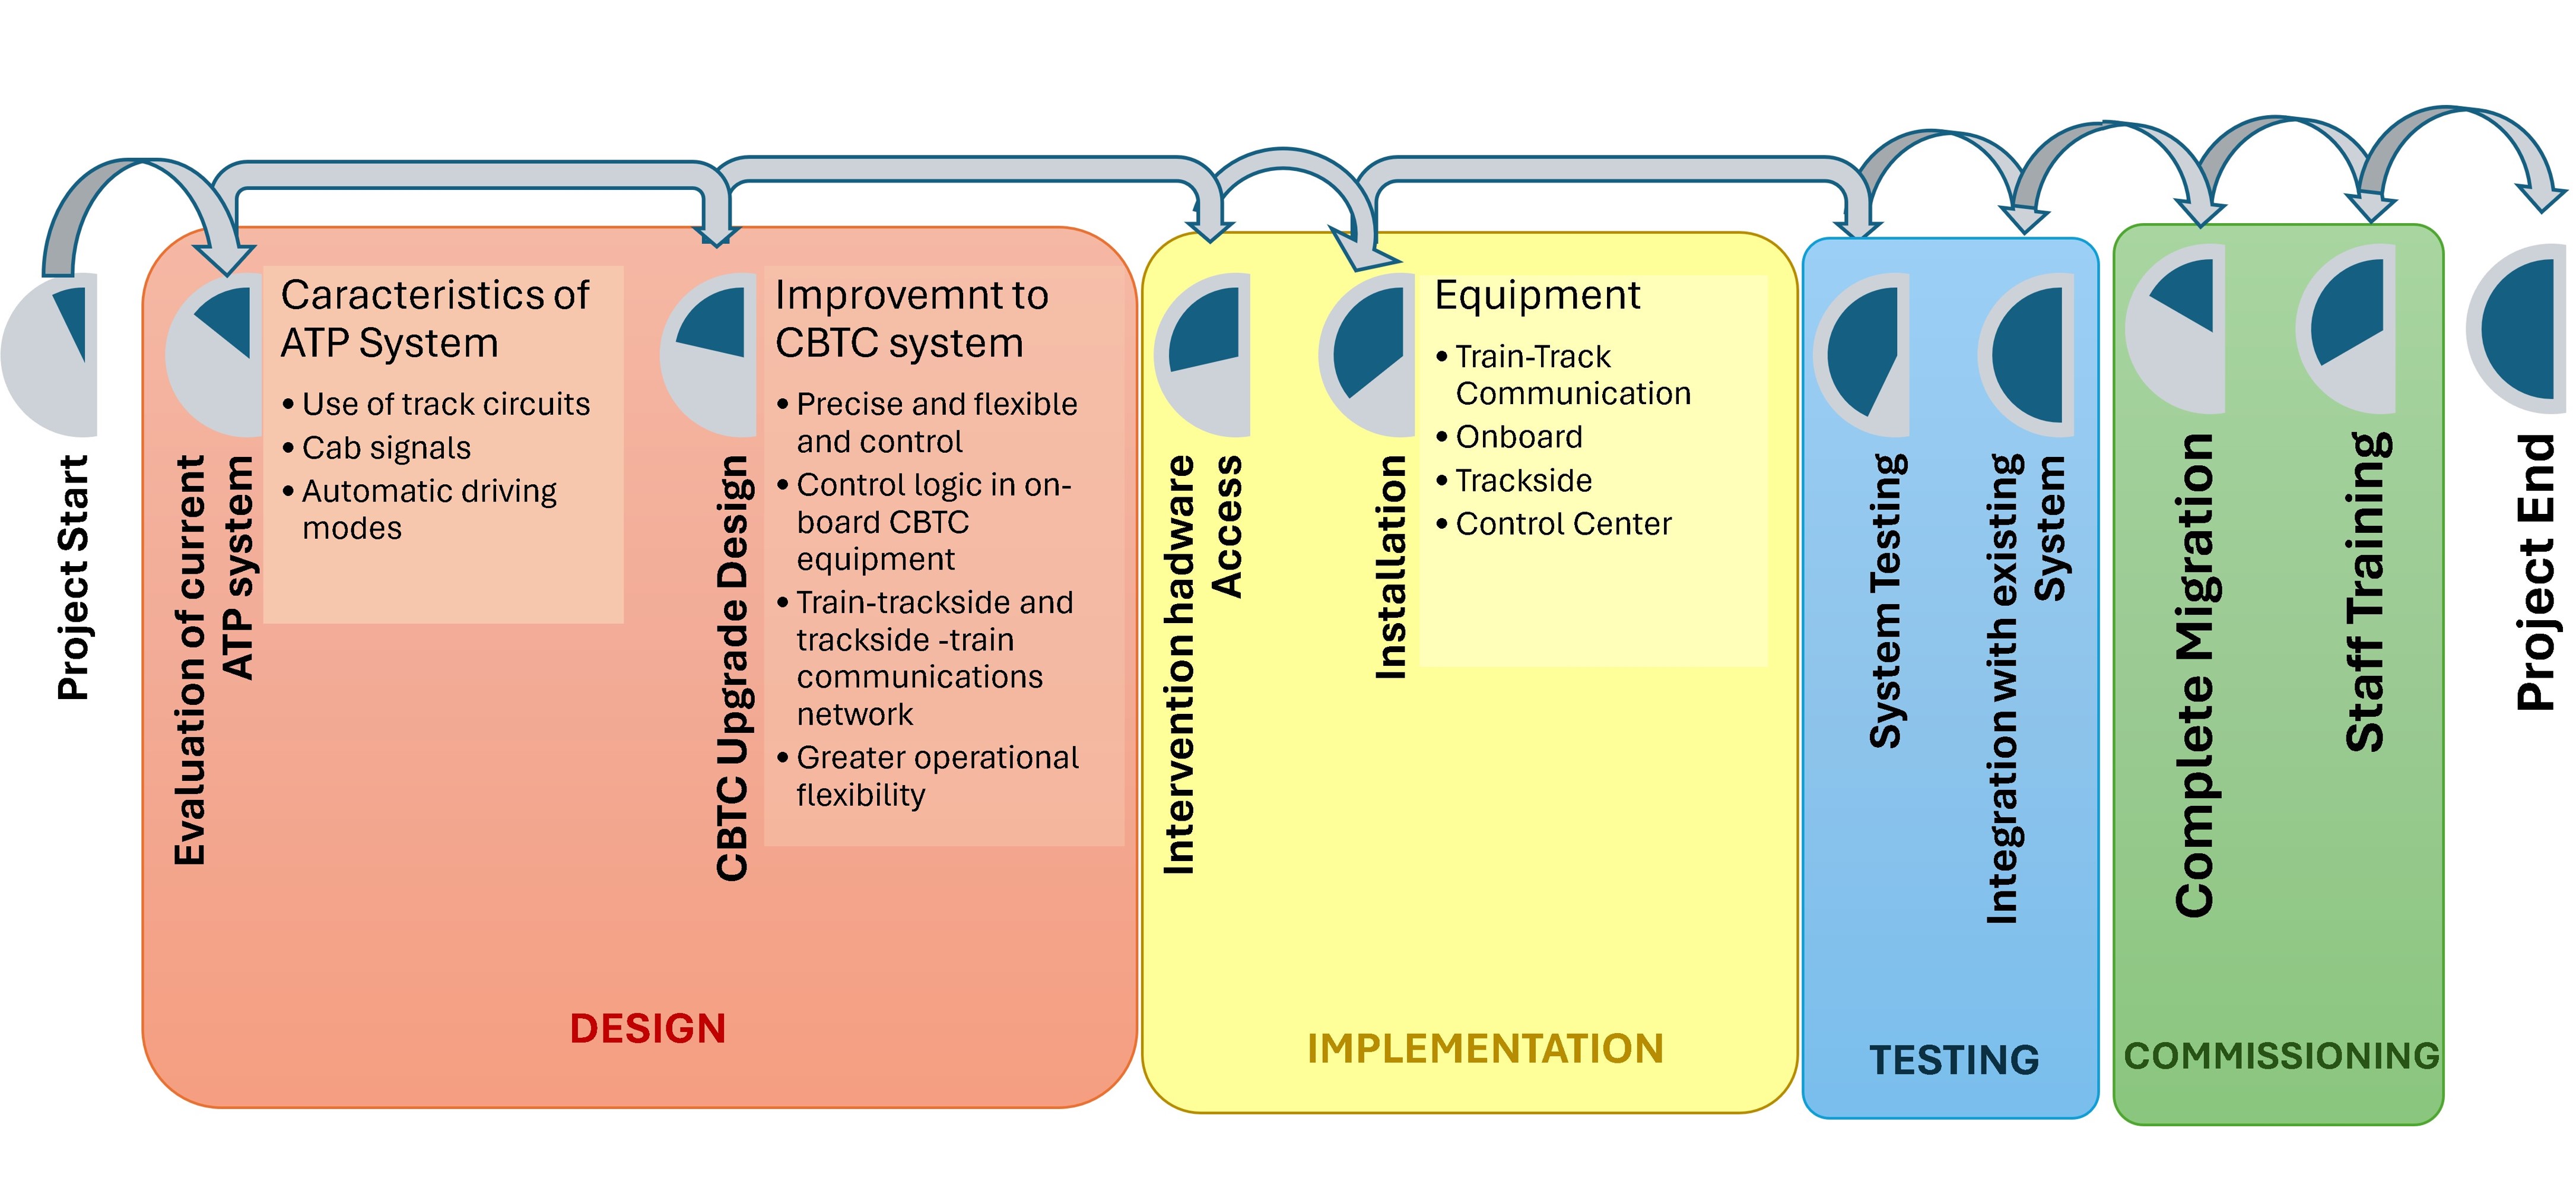 Project Start
Evaluation of current
ATP system
Caracteristics of
ATP System
• Use of track circuits
• Cab signals
• Automatic driving
modes
CBTC Upgrade Design
Improvemnt to
CBTC system
• Precise and flexible
and control
• Control logic in on-
board CBTC
equipment
• Train-trackside and
trackside -train
communications
network
• Greater operational
flexibility
DESIGN
Intervention hadware
Access
Installation
Equipment
• Train-Track
Communication
• Onboard
• Trackside
• Control Center
IMPLEMENTATION
System Testing
Integration with existing
System
TESTING
Complete Migration
Staff Training
COMMISSIONING
Project End